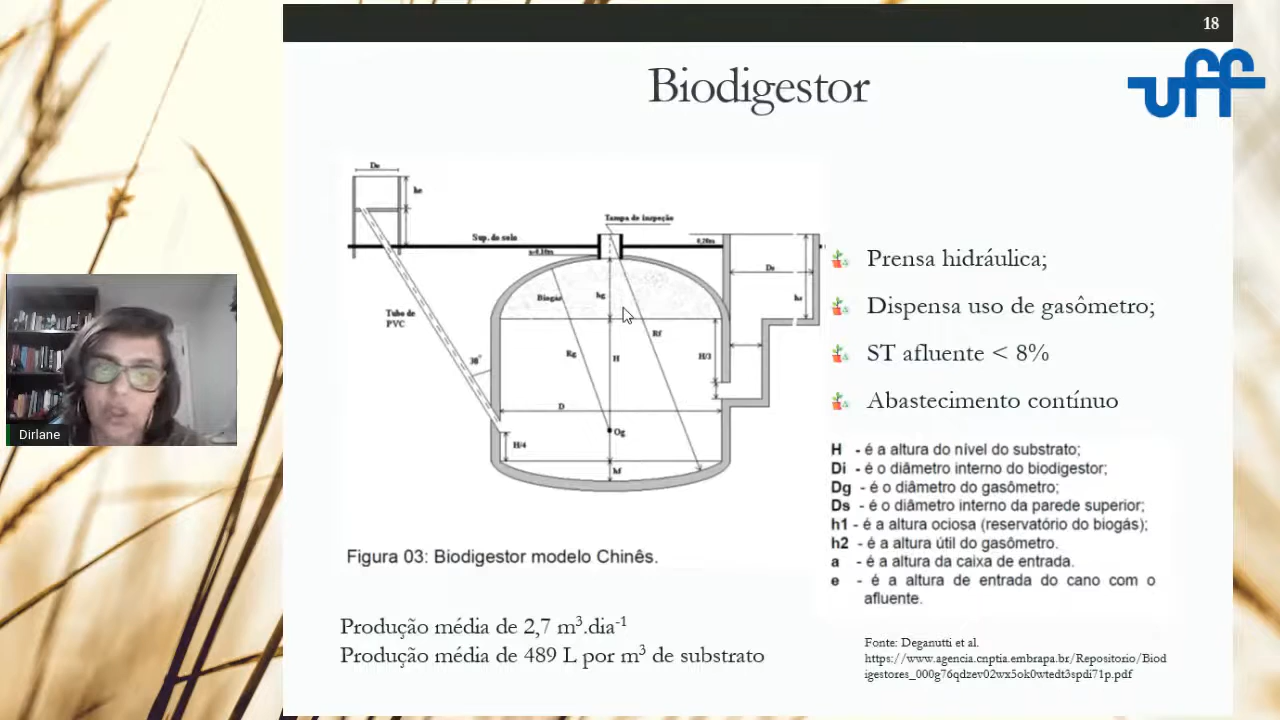 18
Biodigestor
uff
De
he
Tampa de inspeção
Sup. do solo
Biogás
hg
De
hs
Tubo de
PVC
Rf
Rg
H
H/3
30°
D
Og
H/4
hf
Prensa hidráulica;
Dispensa uso de gasômetro;
ST afluente < 8%
Abastecimento contínuo
H - é a altura do nível do substrato;
Di - é o diâmetro interno do biodigestor;
Dg - é o diâmetro do gasômetro;
Ds - é o diâmetro interno da parede superior;
h1 - é a altura ociosa (reservatório do biogás);
h2 - é a altura útil do gasômetro.
a - é a altura da caixa de entrada.
e - é a altura de entrada do cano com o
afluente.
Figura 03: Biodigestor modelo Chinês.
Produção média de 2,7 m³.dia⁻¹
Produção média de 489 L por m³ de substrato
Fonte: Deganutti et al.
https://www.agencia.cnptia.embrapa.br/Repositorio/Biod
igestores_000g76qdzev02wx5ok0wtedt3spdi71p.pdf
Dirlane